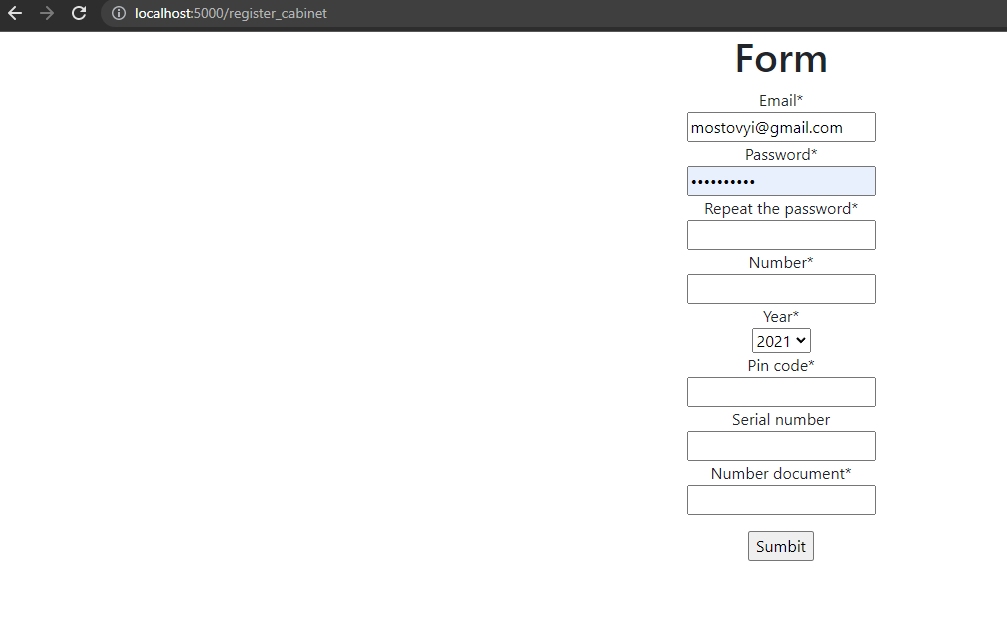 localhost:5000/register_cabinet
Form
Email*
mostovyi@gmail.com
Password*
••••••••••
Repeat the password*
Number*
Year*
2021
Pin code*
Serial number
Number document*
Sumbit